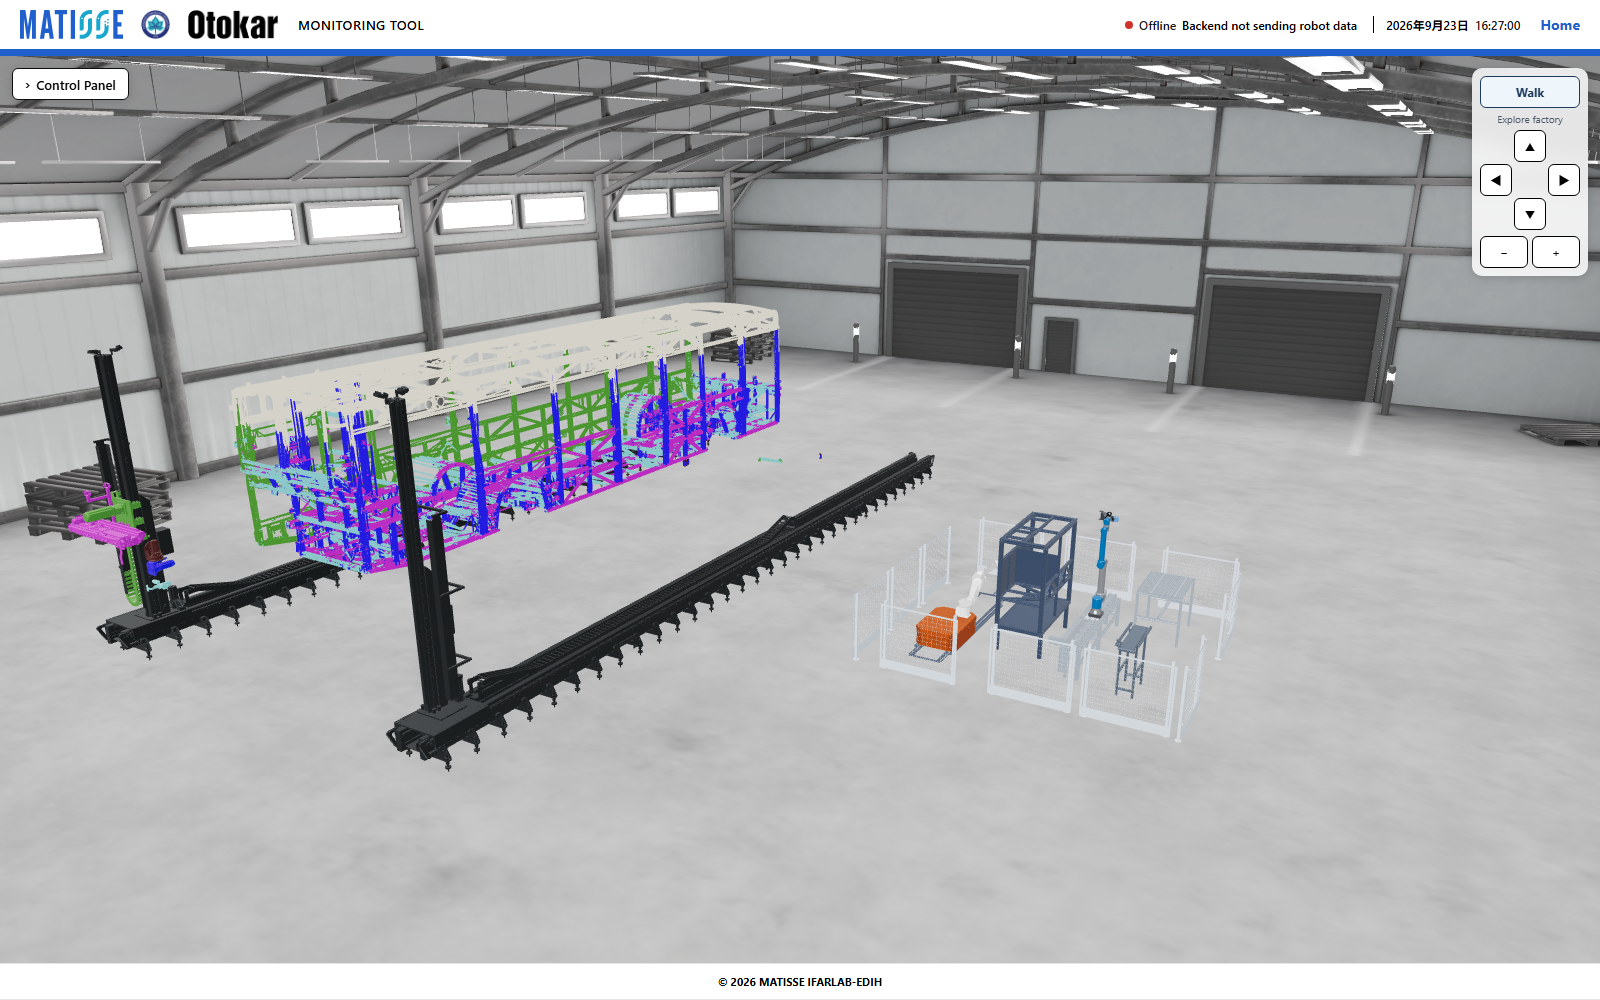 MATISSE Otokar MONITORING TOOL
Offline Backend not sending robot data 2026年9月23日 16:27:00 Home
› Control Panel
Walk
Explore factory
▲
◀ ▶
▼
− +
© 2026 MATISSE IFARLAB-EDIH